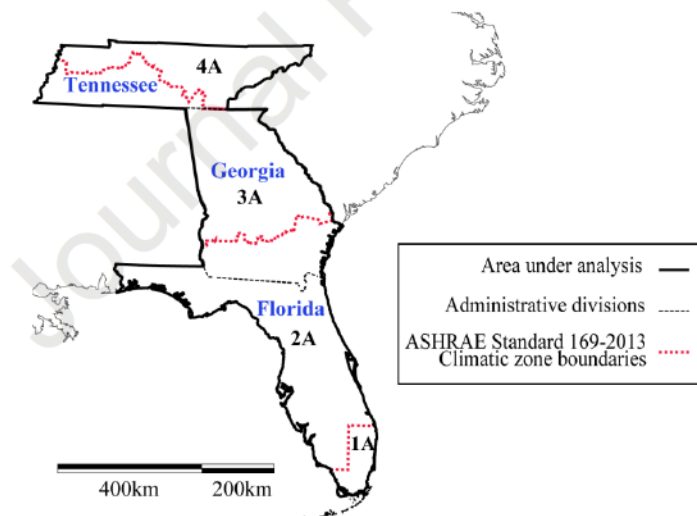 Journal
4A
Tennessee
Georgia
3A
Area under analysis
Administrative divisions
ASHRAE Standard 169-2013
Climatic zone boundaries
Florida
2A
1A
400km 200km